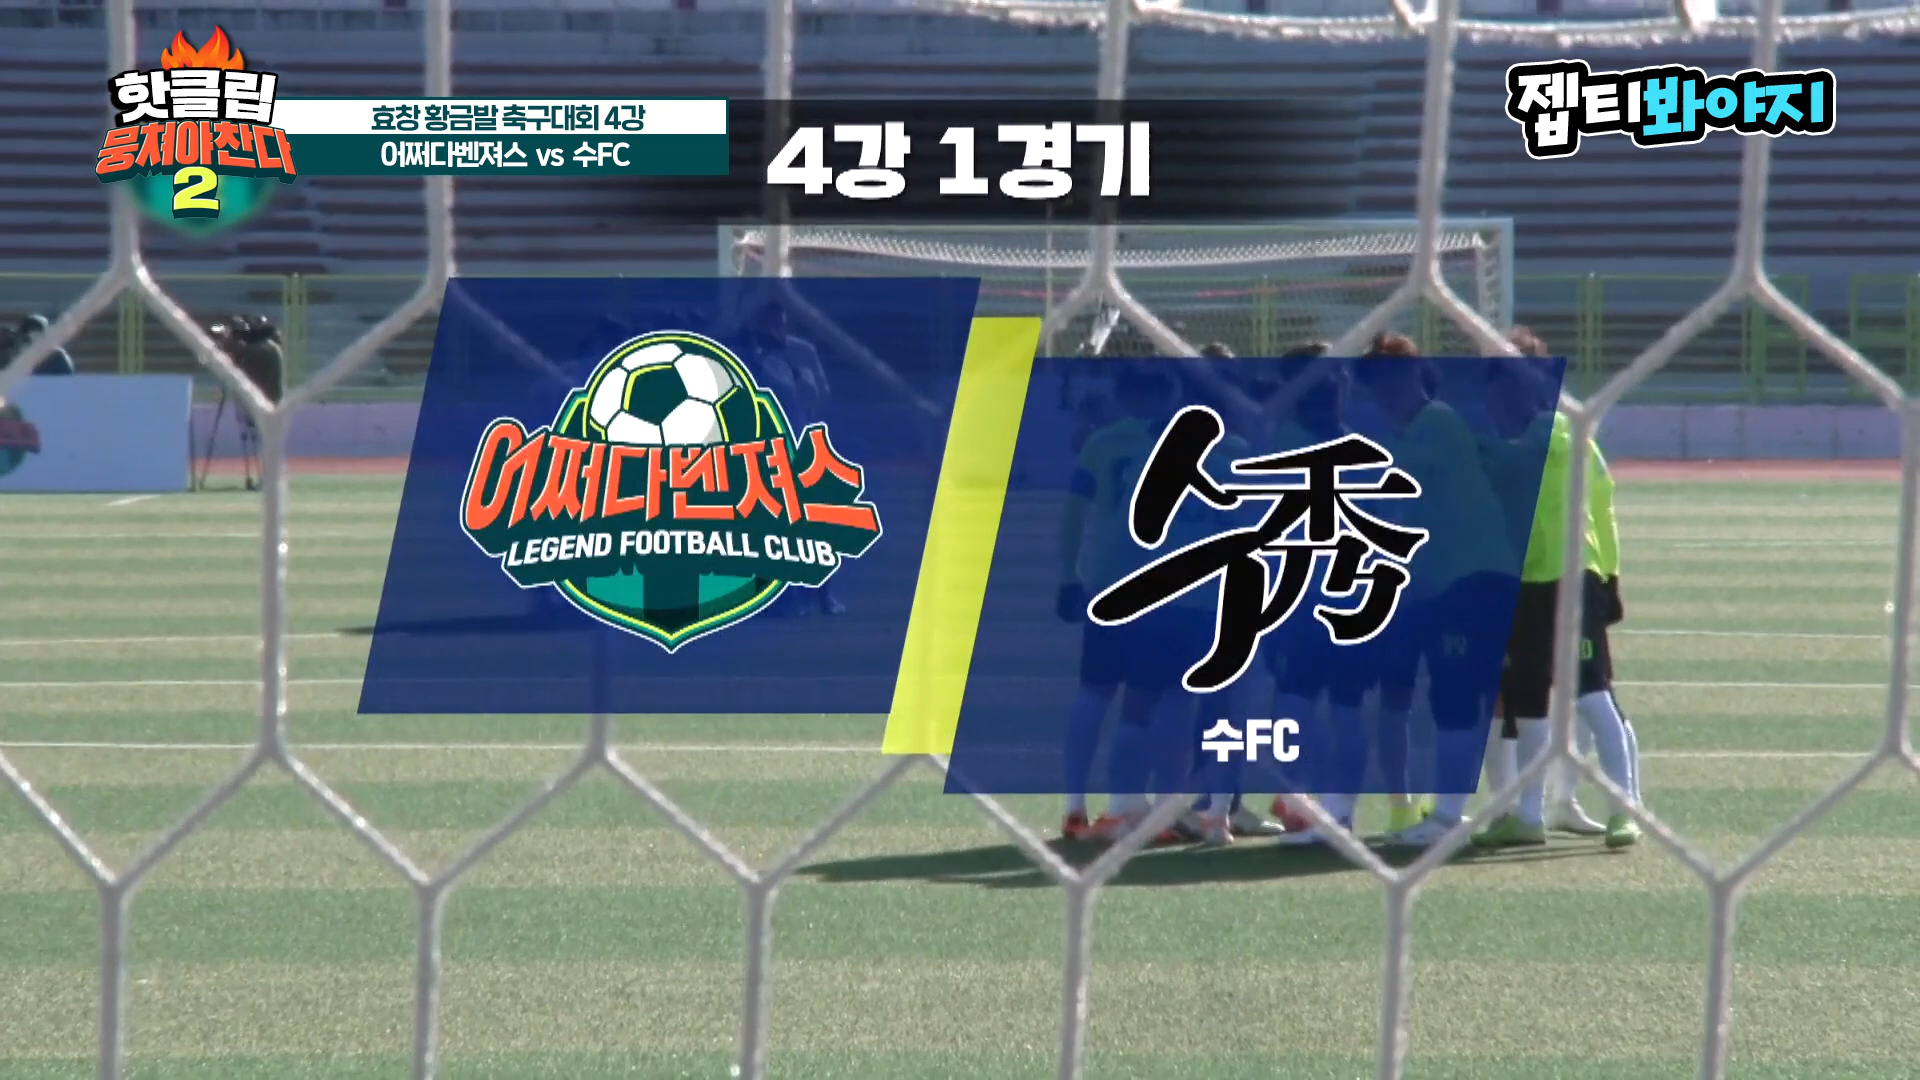 핫클립
뭉쳐야찬다
2
효창 황금발 축구대회 4강
어쩌다벤져스 vs 수FC
4강 1경기
젭티봐야지
어쩌다벤져스
LEGEND FOOTBALL CLUB
수秀
수FC